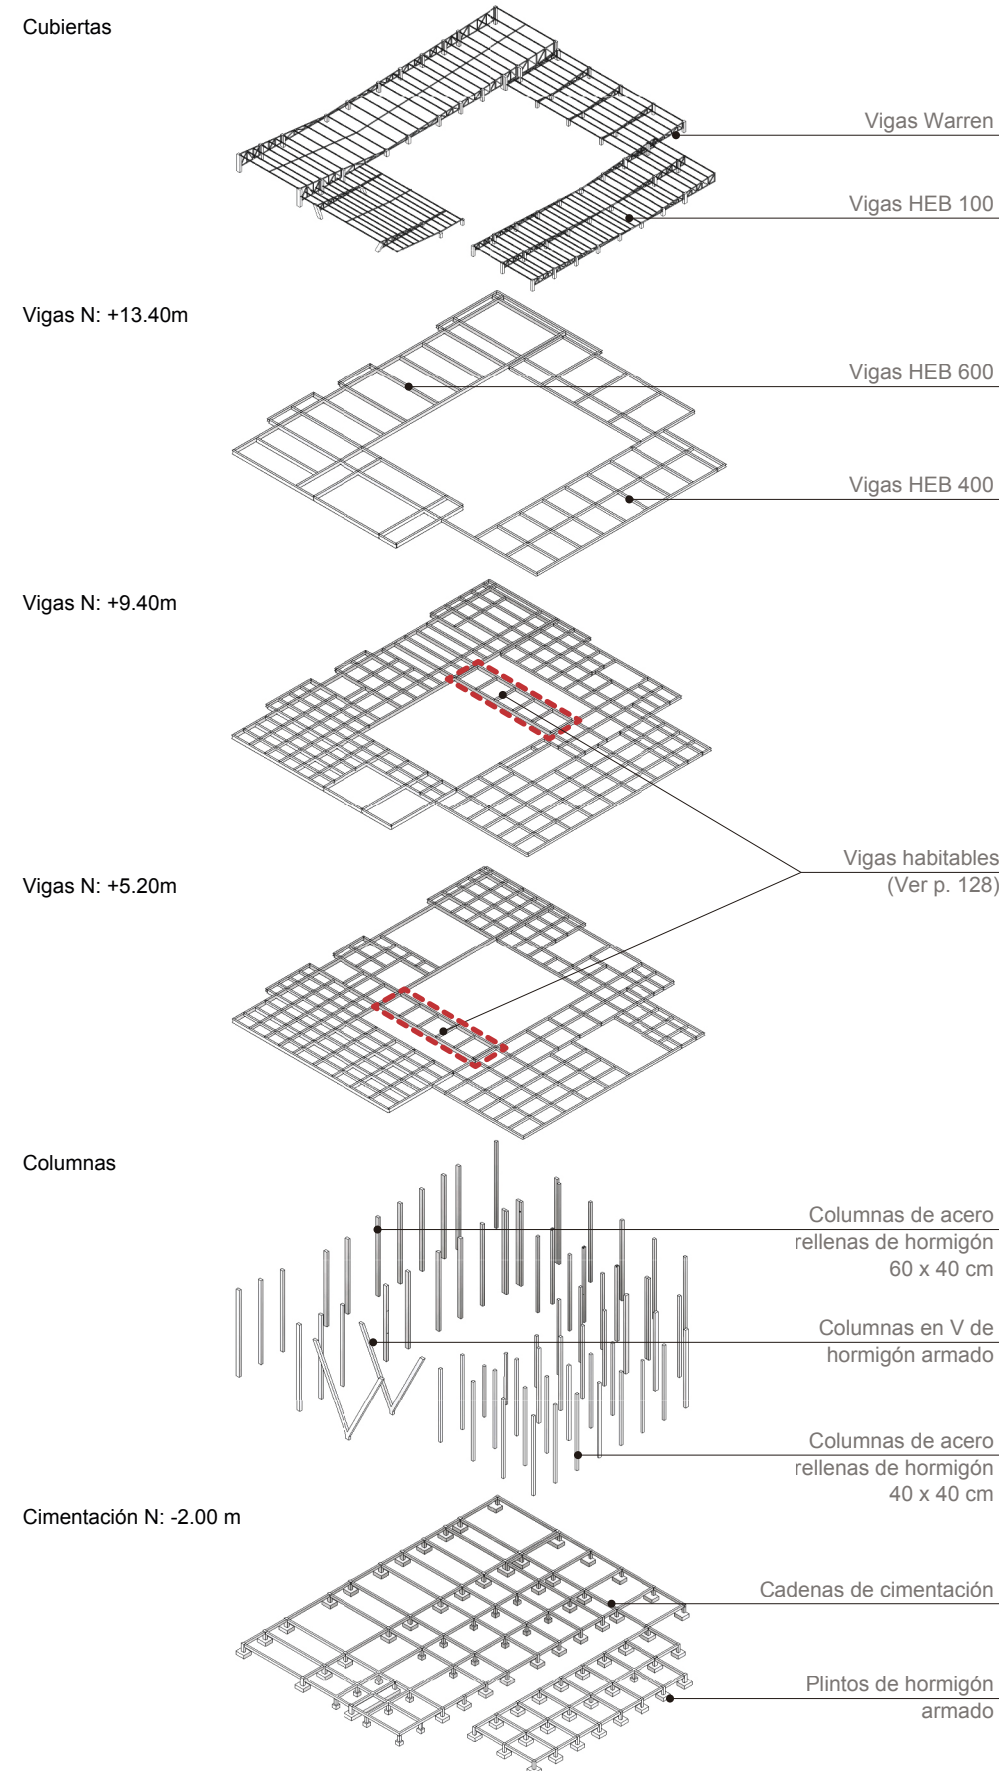 Cubiertas
Vigas Warren
Vigas HEB 100
Vigas N: +13.40m
Vigas HEB 600
Vigas HEB 400
Vigas N: +9.40m
Vigas habitables
(Ver p. 128)
Vigas N: +5.20m
Columnas
Columnas de acero
rellenas de hormigón
60 x 40 cm
Columnas en V de
hormigón armado
Columnas de acero
rellenas de hormigón
40 x 40 cm
Cimentación N: -2.00 m
Cadenas de cimentación
Plintos de hormigón
armado